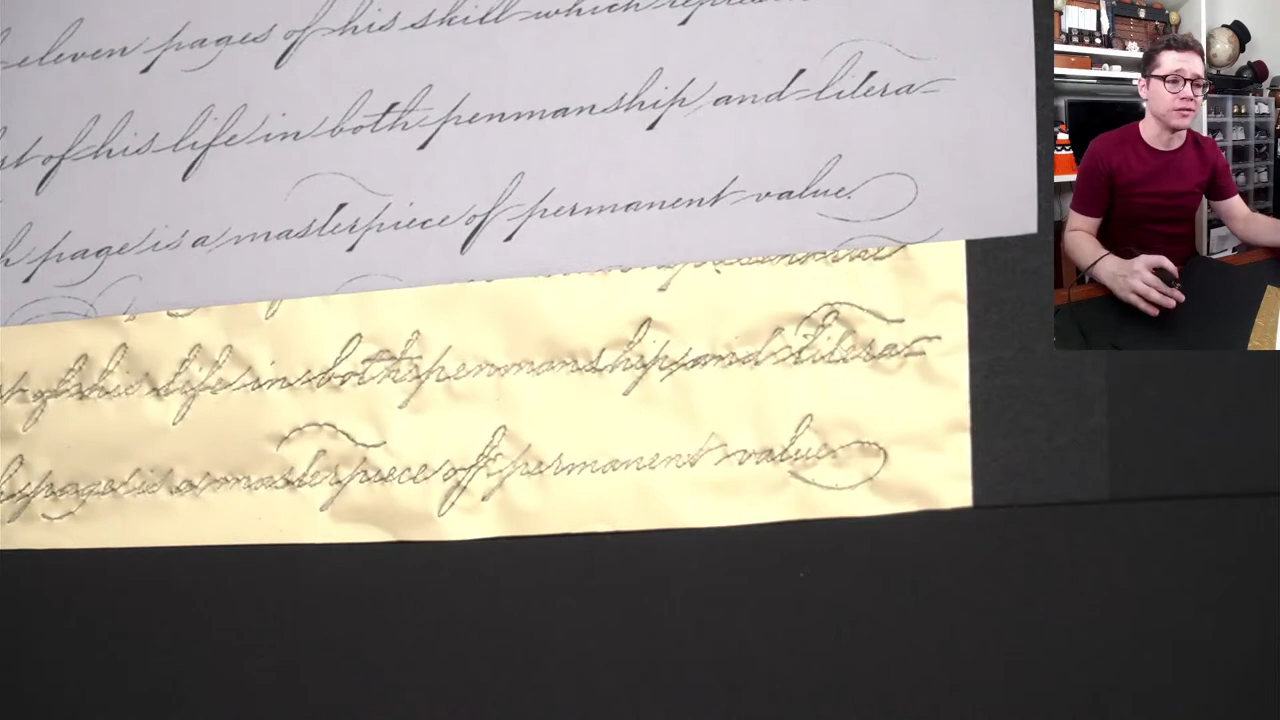 eleven pages of his skill which
of his life in both penmanship and litera-
page is a masterpiece of permanent value.
of his life in both penmanship and litera-
page is a masterpiece of permanent value.